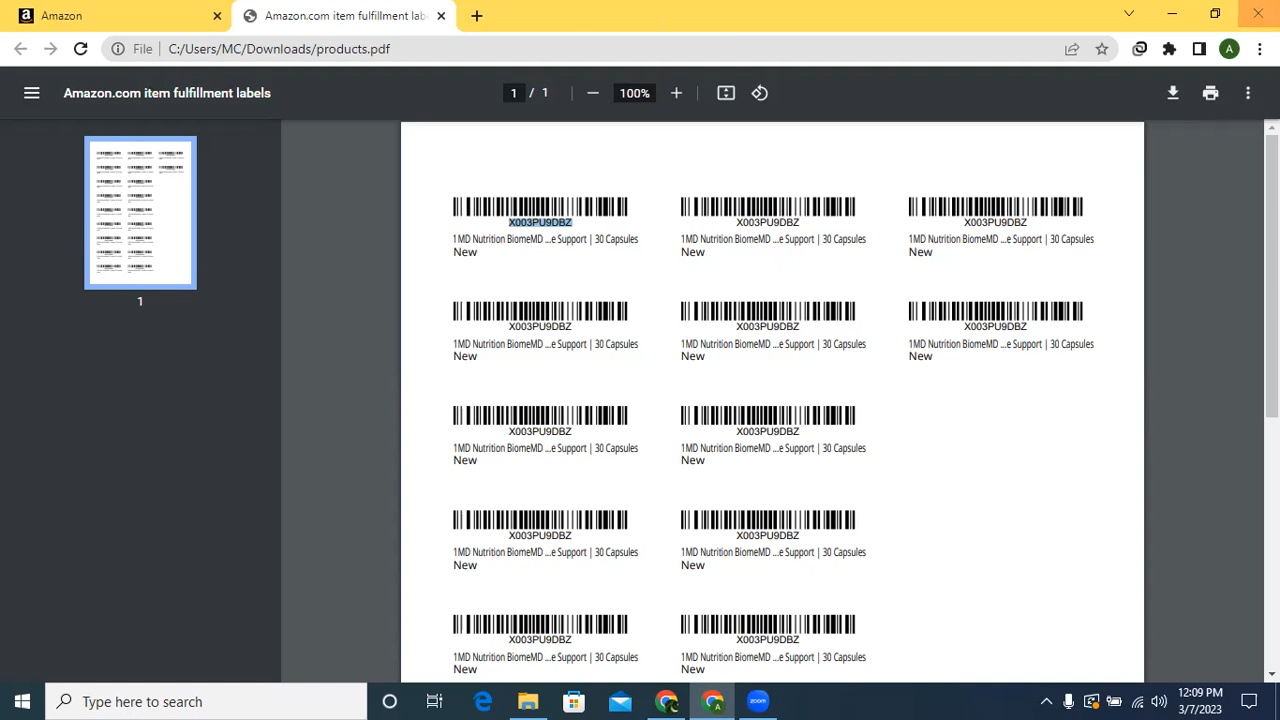 Amazon
Amazon.com item fulfillment lab
File
C:/Users/MC/Downloads/products.pdf
A
Amazon.com item fulfillment labels
1 / 1
100%
X003PU9DBZ X003PU9DBZ X003PU9DBZ
1MD Nutrition BiomeMD ...e Support | 30 Capsules 1MD Nutrition BiomeMD ...e Support | 30 Capsules 1MD Nutrition BiomeMD ...e Support | 30 Capsules
New New New
1
X003PU9DBZ X003PU9DBZ X003PU9DBZ
1MD Nutrition BiomeMD ...e Support | 30 Capsules 1MD Nutrition BiomeMD ...e Support | 30 Capsules 1MD Nutrition BiomeMD ...e Support | 30 Capsules
New New New
X003PU9DBZ X003PU9DBZ
1MD Nutrition BiomeMD ...e Support | 30 Capsules 1MD Nutrition BiomeMD ...e Support | 30 Capsules
New New
X003PU9DBZ X003PU9DBZ
1MD Nutrition BiomeMD ...e Support | 30 Capsules 1MD Nutrition BiomeMD ...e Support | 30 Capsules
New New
X003PU9DBZ X003PU9DBZ
1MD Nutrition BiomeMD ...e Support | 30 Capsules 1MD Nutrition BiomeMD ...e Support | 30 Capsules
New New
Type here to search
zoom
12:09 PM
3/7/2023